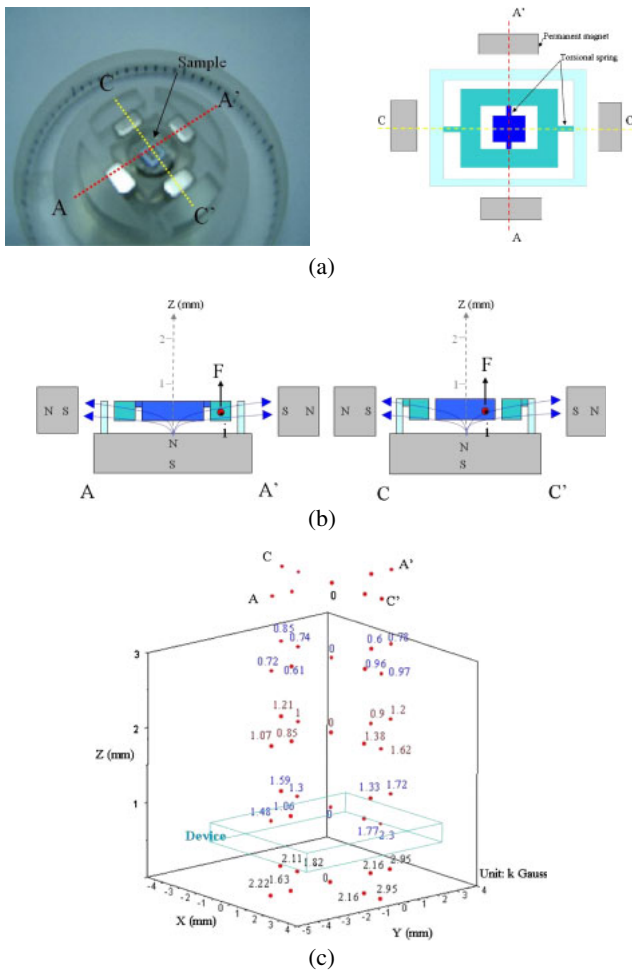 C
Sample
A'
A
C'
A'
Permanent magnet
Torsional spring
C
C
A
(a)
Z (mm)
2
1
F
N S
S N
i
N
S
A
A'
Z (mm)
2
1
F
N S
S N
i
N
S
C
C'
(b)
C
A'
A
0
C'
3
0.85
0.74
0
0.6
0.78
0.72
0.61
0.96
0.97
2
1.21
1
0
0.9
1.2
1.07
0.85
1.38
1.62
Z (mm)
1
1.59
1.3
0
1.33
1.72
1.48
1.06
1.77
2.3
Device
2.11
1.82
0
2.16
2.95
2.22
1.63
2.16
2.95
Unit: k Gauss
-4 -3 -2 -1 0 1 2 3 4
X (mm)
-5 -4 -3 -2 -1 0 1 2 3 4
Y (mm)
(c)